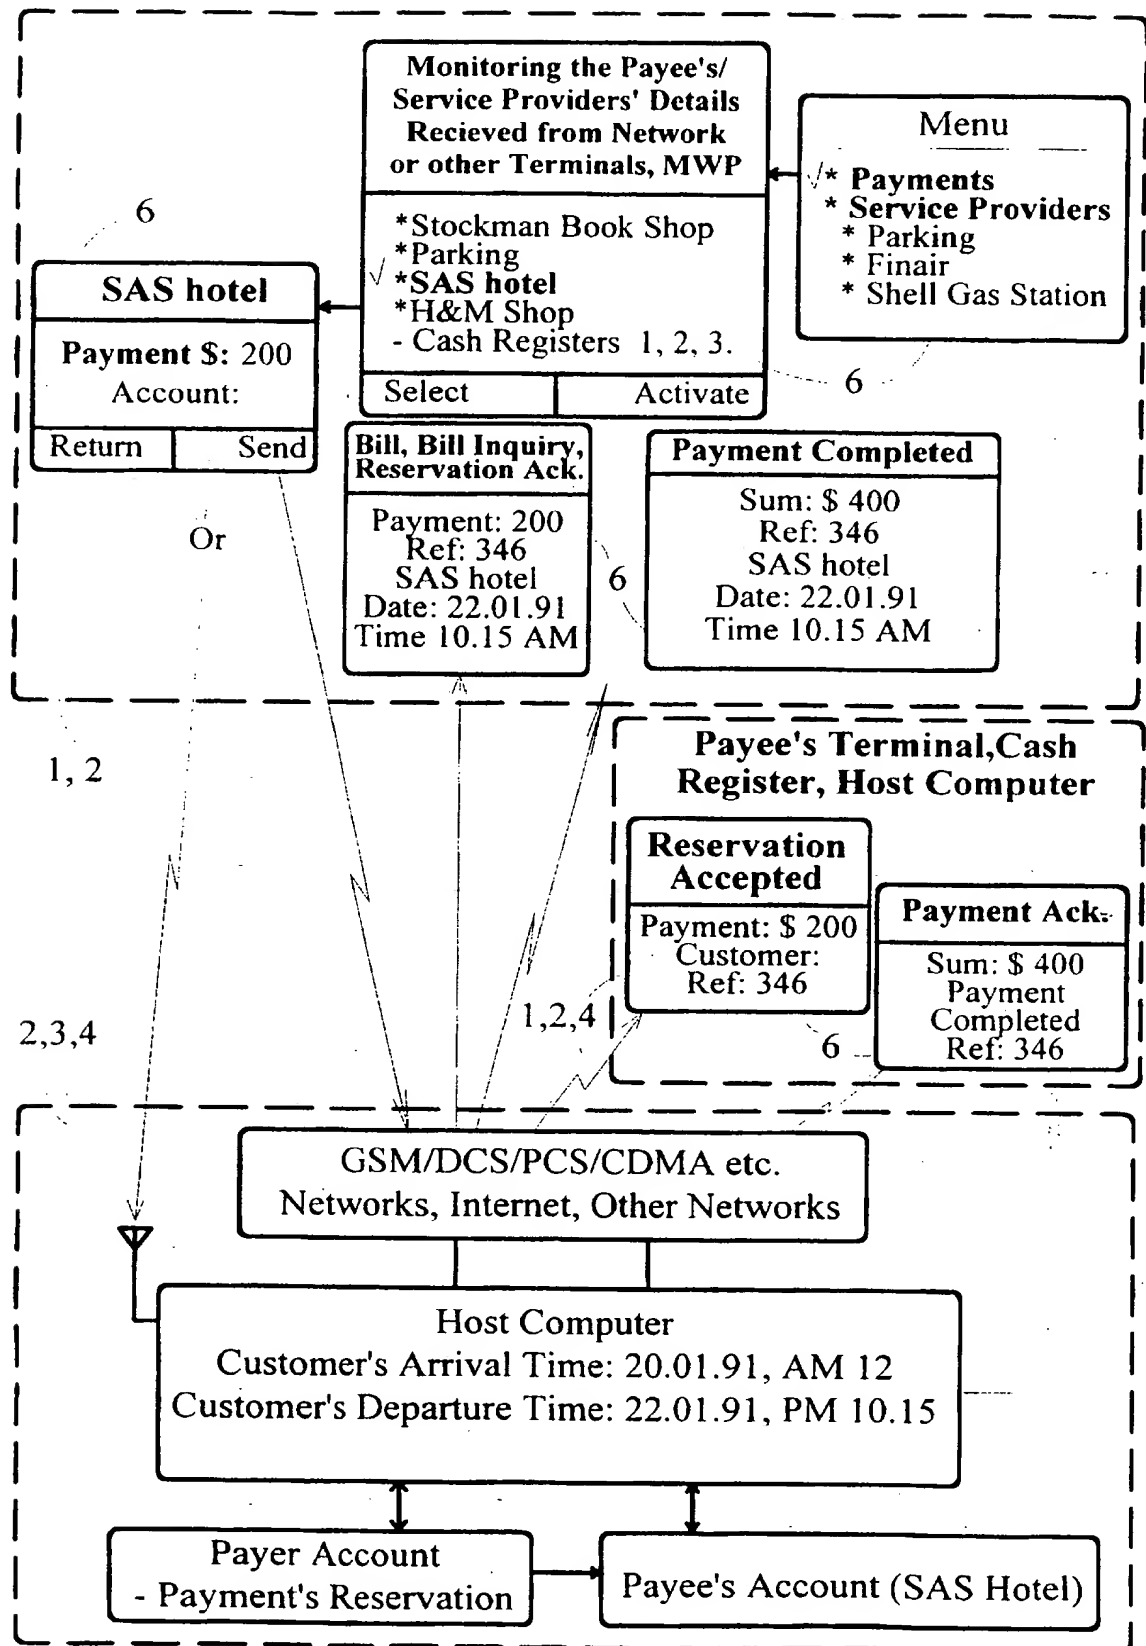 Monitoring the Payee's/
Service Providers' Details
Recieved from Network
or other Terminals, MWP
*Stockman Book Shop
*Parking
√ *SAS hotel
*H&M Shop
- Cash Registers 1, 2, 3.
Select Activate
Menu
√* Payments
* Service Providers
* Parking
* Finair
* Shell Gas Station
6
6
SAS hotel
Payment $: 200
Account:
Return Send
Or
Bill, Bill Inquiry,
Reservation Ack.
Payment: 200
Ref: 346
SAS hotel
Date: 22.01.91
Time 10.15 AM
6
Payment Completed
Sum: $ 400
Ref: 346
SAS hotel
Date: 22.01.91
Time 10.15 AM
1, 2
Payee's Terminal,Cash
Register, Host Computer
Reservation
Accepted
Payment: $ 200
Customer:
Ref: 346
Payment Ack.
Sum: $ 400
Payment
Completed
Ref: 346
1,2,4
6
2,3,4
GSM/DCS/PCS/CDMA etc.
Networks, Internet, Other Networks
Host Computer
Customer's Arrival Time: 20.01.91, AM 12
Customer's Departure Time: 22.01.91, PM 10.15
Payer Account
- Payment's Reservation
Payee's Account (SAS Hotel)